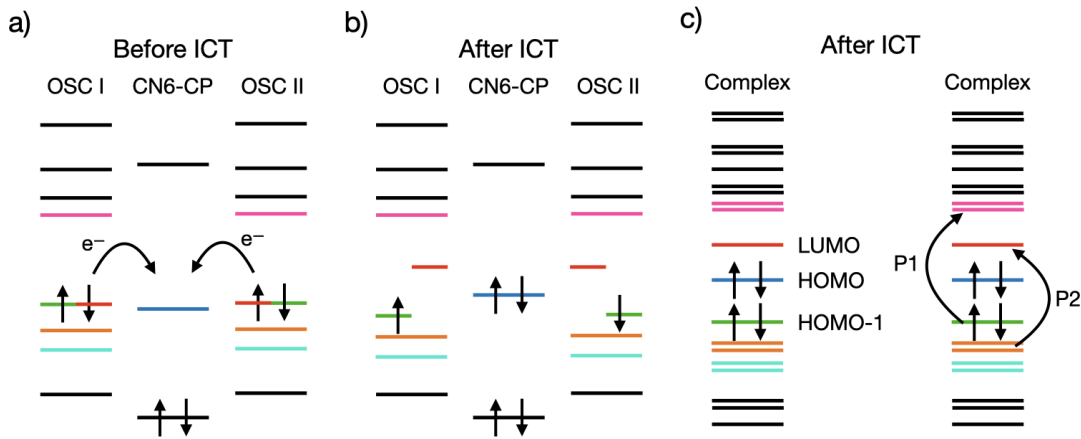 a)
Before ICT
OSC I CN6-CP OSC II
e−
e−
b)
After ICT
OSC I CN6-CP OSC II
c)
After ICT
Complex
Complex
LUMO
HOMO
HOMO-1
P1
P2